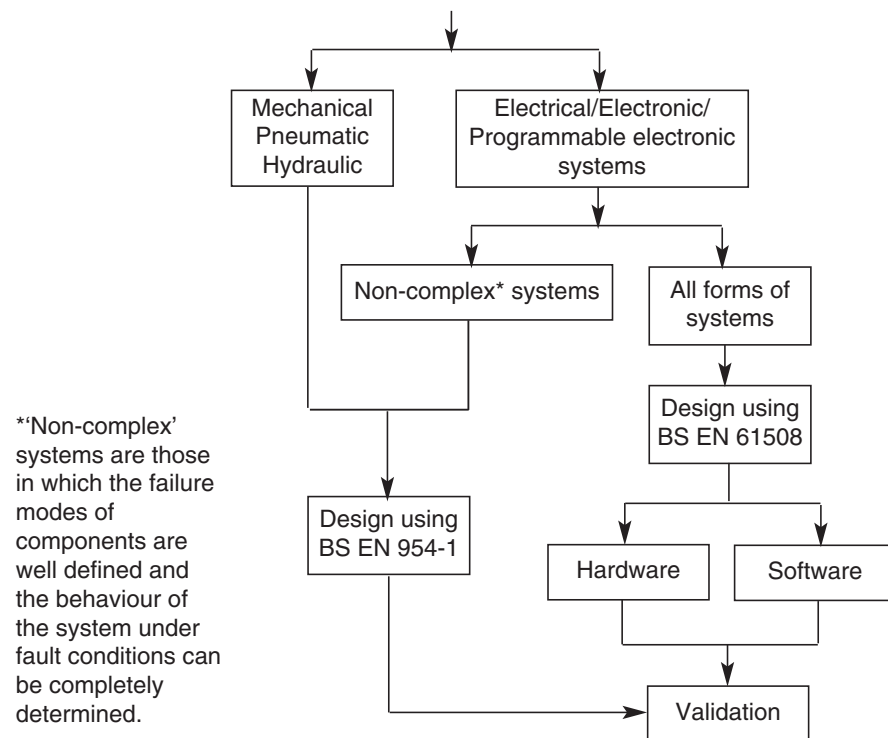 Mechanical
Pneumatic
Hydraulic
Electrical/Electronic/
Programmable electronic
systems
Non-complex* systems
All forms of
systems
Design using
BS EN 61508
*‘Non-complex’
systems are those
in which the failure
modes of
components are
well defined and
the behaviour of
the system under
fault conditions can
be completely
determined.
Design using
BS EN 954-1
Hardware
Software
Validation